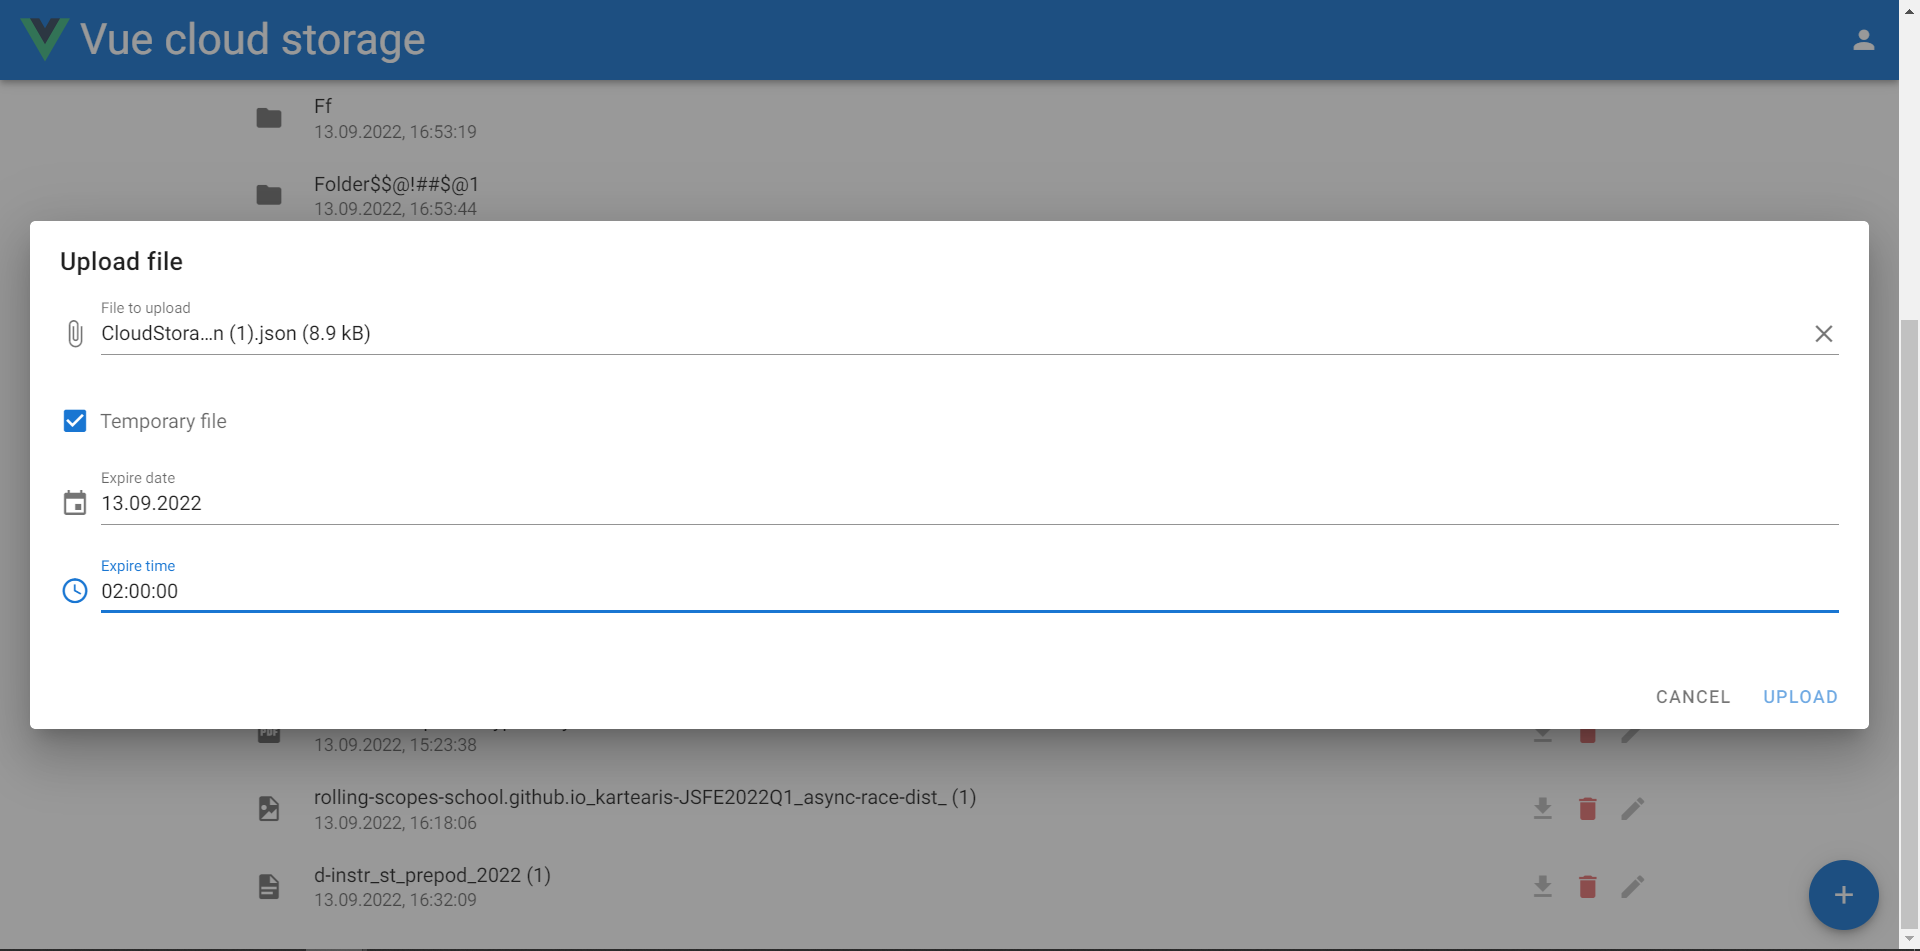 Vue cloud storage
Ff
13.09.2022, 16:53:19
Folder$$@!##$@1
13.09.2022, 16:53:44
Upload file
File to upload
CloudStora...n (1).json (8.9 kB)
Temporary file
Expire date
13.09.2022
Expire time
02:00:00
CANCEL UPLOAD
PDF
13.09.2022, 15:23:38
rolling-scopes-school.github.io_kartearis-JSFE2022Q1_async-race-dist_ (1)
13.09.2022, 16:18:06
d-instr_st_prepod_2022 (1)
13.09.2022, 16:32:09